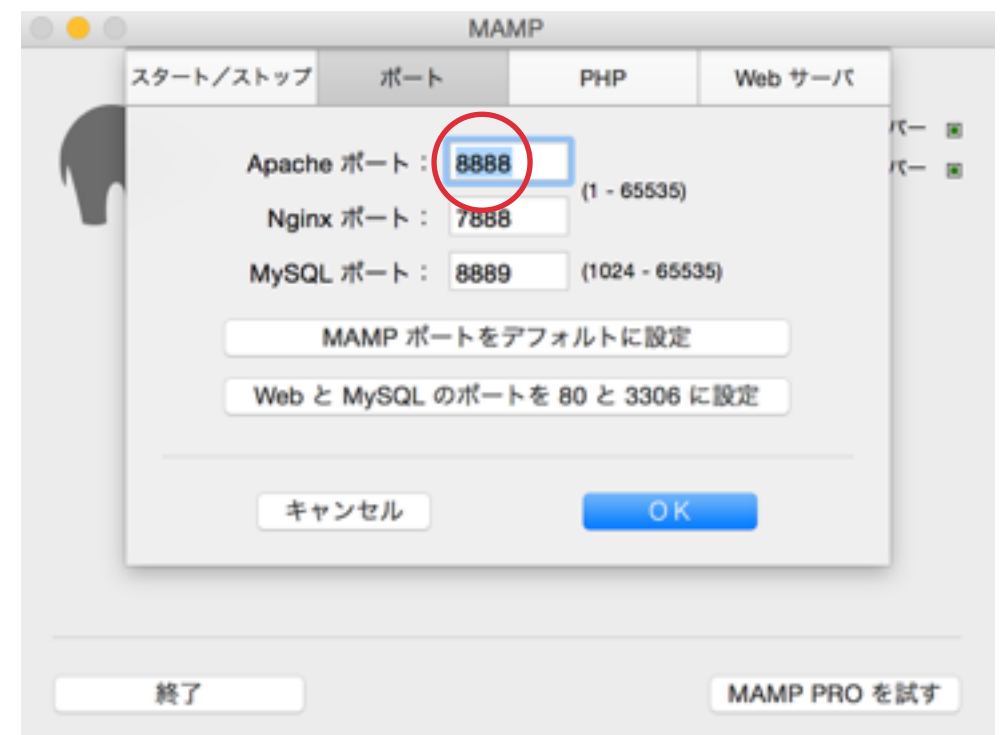 MAMP
スタート/ストップ ポート PHP Web サーバ
バー
Apache ポート： 8888
(1 - 65535)
バー
Nginx ポート： 7888
MySQL ポート： 8889 (1024 - 65535)
MAMP ポートをデフォルトに設定
Web と MySQL のポートを 80 と 3306 に設定
キャンセル OK
終了 MAMP PRO を試す